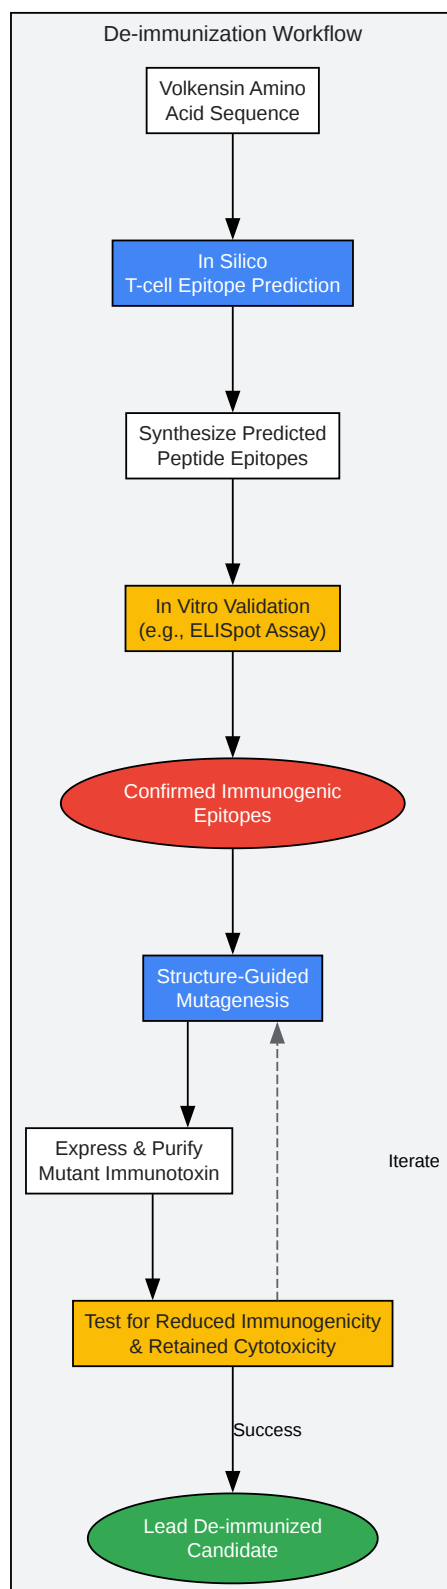 De-immunization Workflow
Volkensin Amino
Acid Sequence
In Silico
T-cell Epitope Prediction
Synthesize Predicted
Peptide Epitopes
In Vitro Validation
(e.g., ELISpot Assay)
Confirmed Immunogenic
Epitopes
Structure-Guided
Mutagenesis
Express & Purify
Mutant Immunotoxin
Iterate
Test for Reduced Immunogenicity
& Retained Cytotoxicity
Success
Lead De-immunized
Candidate